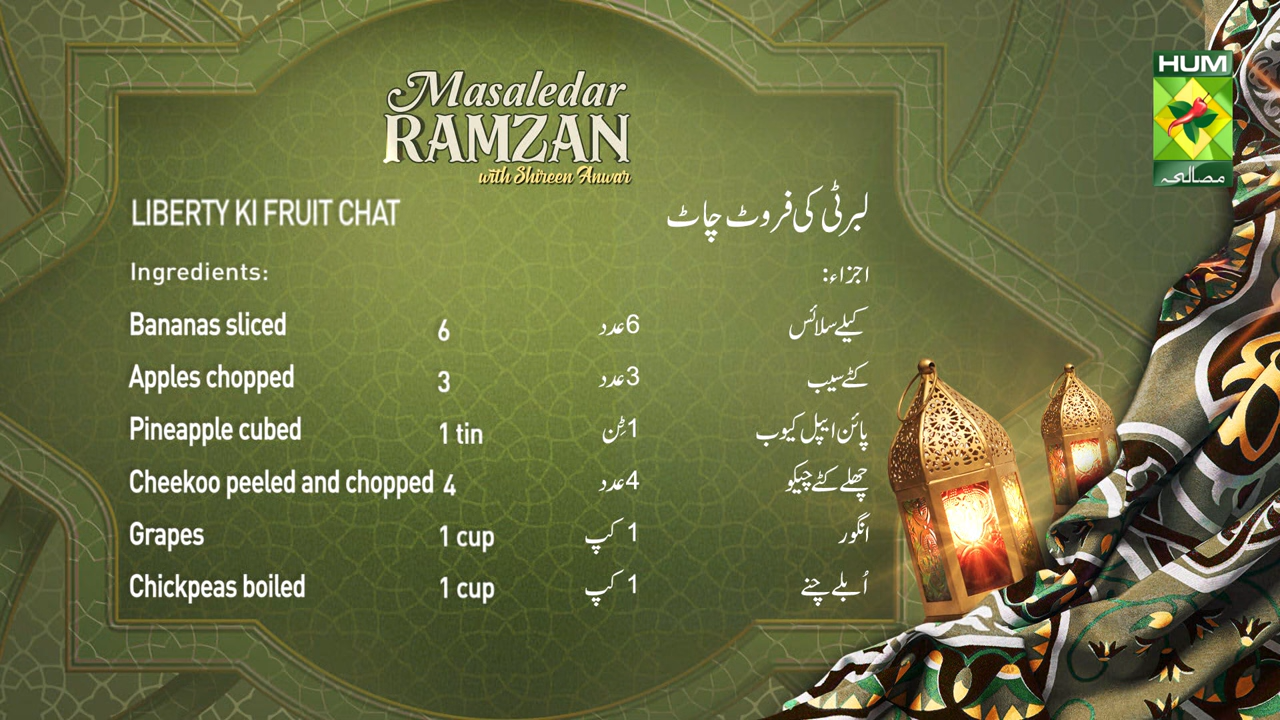 HUM
مصالحہ
Masaledar
RAMZAN
with Shireen Anwar
LIBERTY KI FRUIT CHAT لبرٹی کی فروٹ چاٹ
Ingredients: اجزاء:
Bananas sliced 6 6عدد کیلے سلائس
Apples chopped 3 3عدد کٹے سیب
Pineapple cubed 1 tin 1ٹِن پائن ایپل کیوب
Cheekoo peeled and chopped 4 4عدد چھلے کٹے چیکو
Grapes 1 cup 1 کپ انگور
Chickpeas boiled 1 cup 1 کپ اُبلے چنے